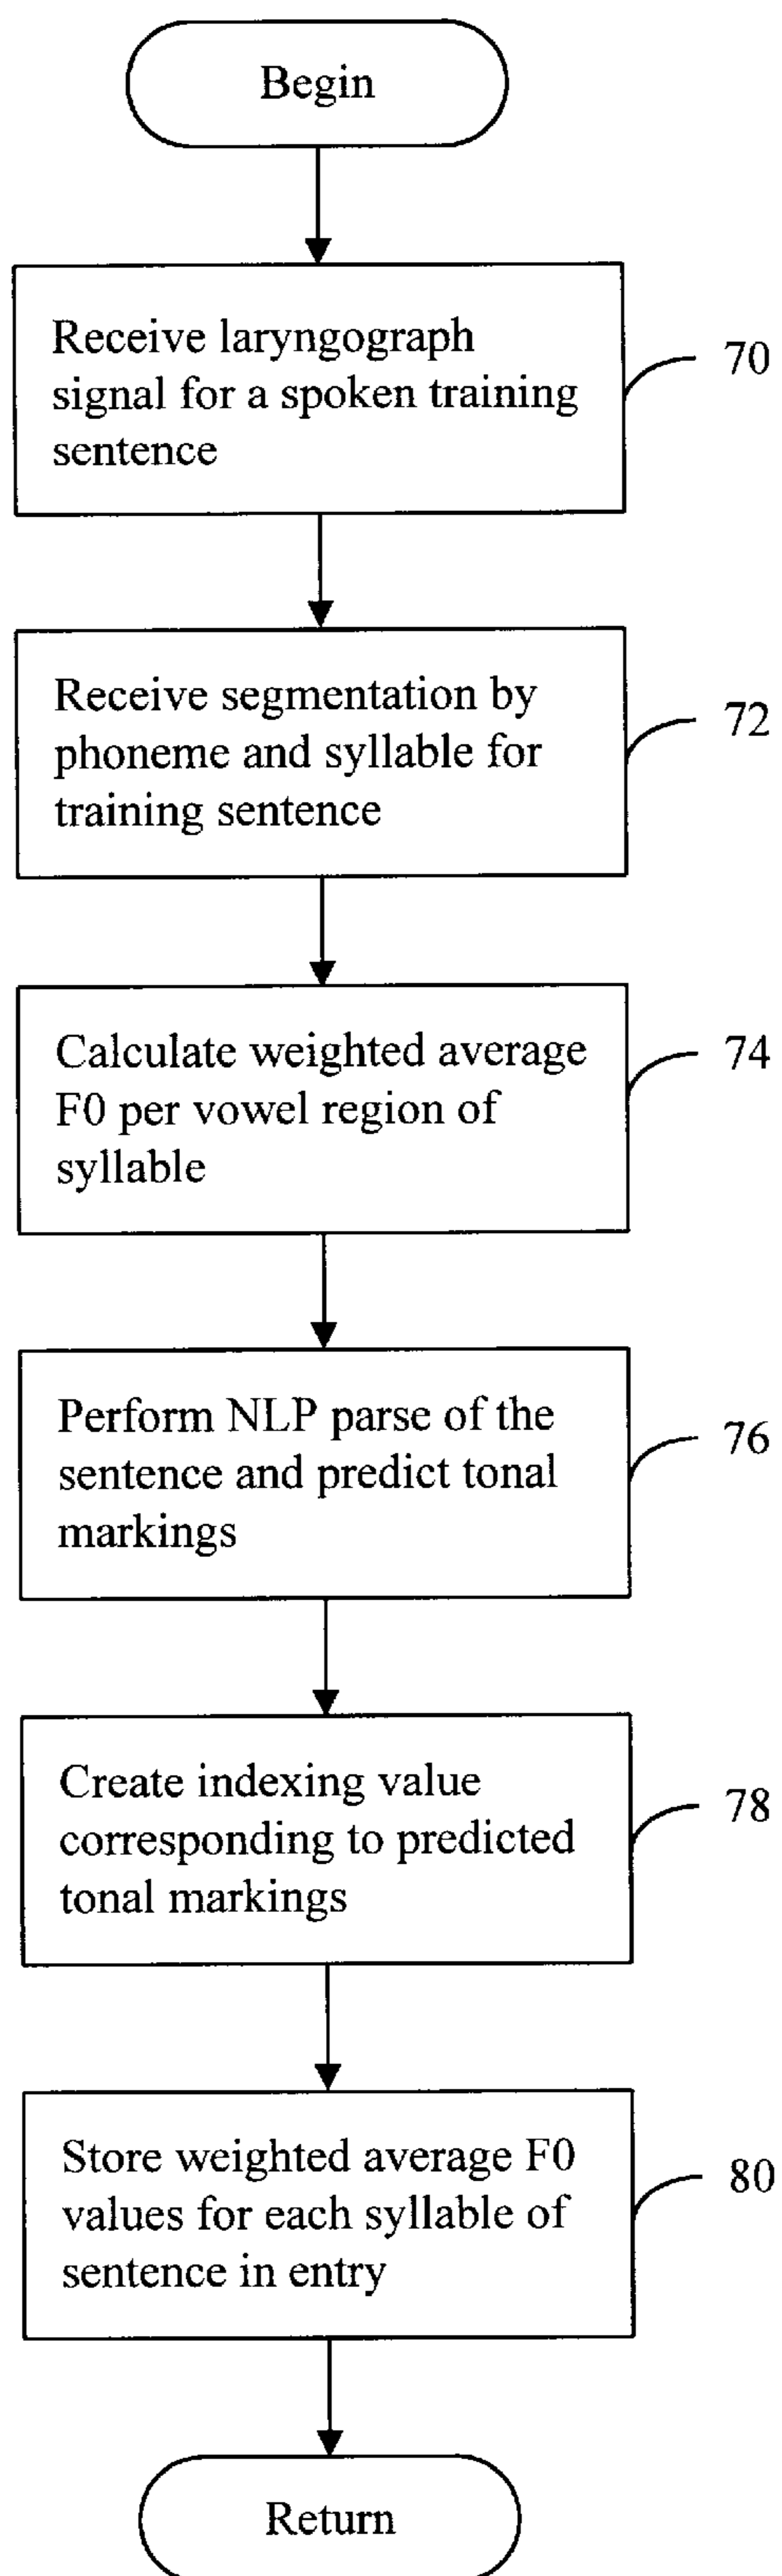 Begin
Receive laryngograph
signal for a spoken training
sentence
70
Receive segmentation by
phoneme and syllable for
training sentence
72
Calculate weighted average
F0 per vowel region of
syllable
74
Perform NLP parse of the
sentence and predict tonal
markings
76
Create indexing value
corresponding to predicted
tonal markings
78
Store weighted average F0
values for each syllable of
sentence in entry
80
Return